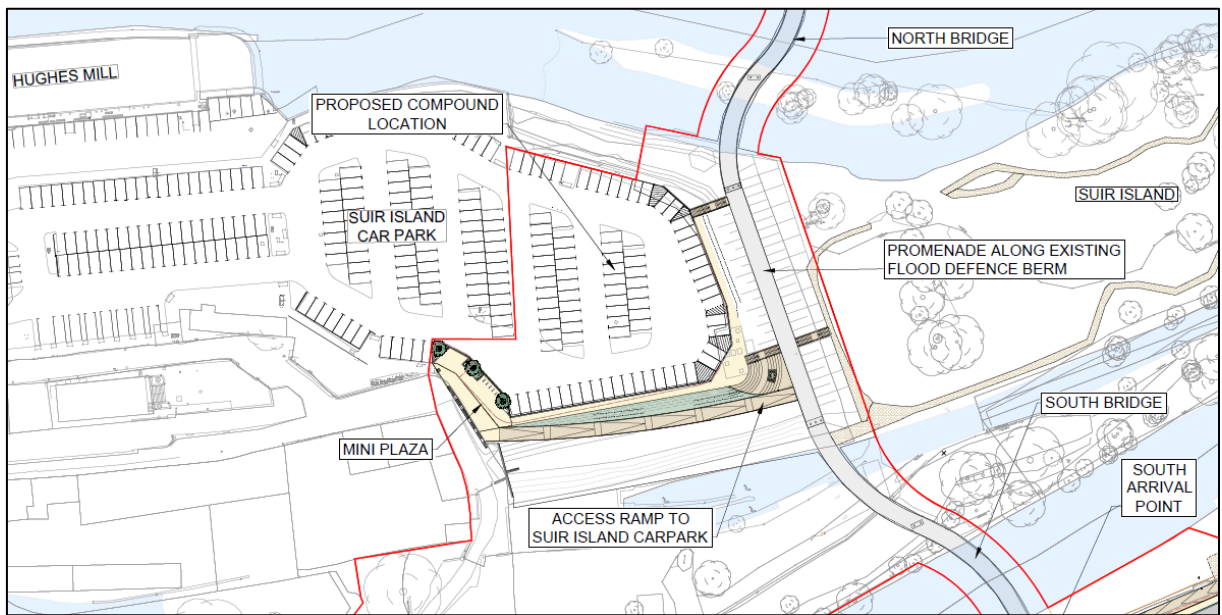 NORTH BRIDGE
HUGHES MILL
PROPOSED COMPOUND
LOCATION
SUIR ISLAND
CAR PARK
SUIR ISLAND
PROMENADE ALONG EXISTING
FLOOD DEFENCE BERM
SOUTH BRIDGE
MINI PLAZA
SOUTH
ARRIVAL
POINT
ACCESS RAMP TO
SUIR ISLAND CARPARK